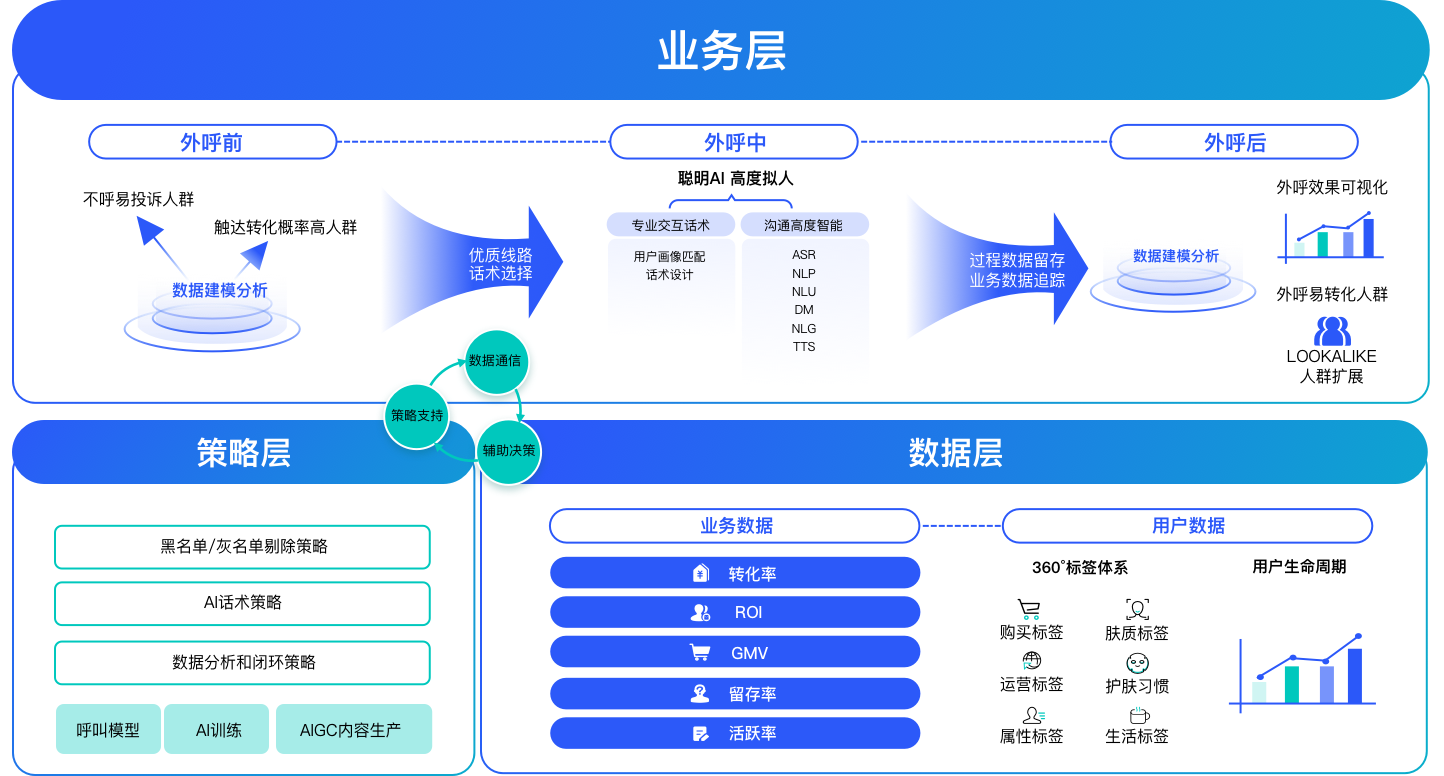 业务层
外呼前
外呼中
外呼后
不呼易投诉人群
触达转化概率高人群
数据建模分析
优质线路
话术选择
聪明AI 高度拟人
专业交互话术
用户画像匹配
话术设计
沟通高度智能
ASR
NLP
NLU
DM
NLG
TTS
过程数据留存
业务数据追踪
数据建模分析
外呼效果可视化
外呼易转化人群
LOOKALIKE
人群扩展
数据通信
策略支持
辅助决策
策略层
黑名单/灰名单剔除策略
AI话术策略
数据分析和闭环策略
呼叫模型
AI训练
AIGC内容生产
数据层
业务数据
¥
转化率
ROI
GMV
留存率
活跃率
用户数据
360°标签体系
购买标签
肤质标签
运营标签
护肤习惯
属性标签
生活标签
用户生命周期